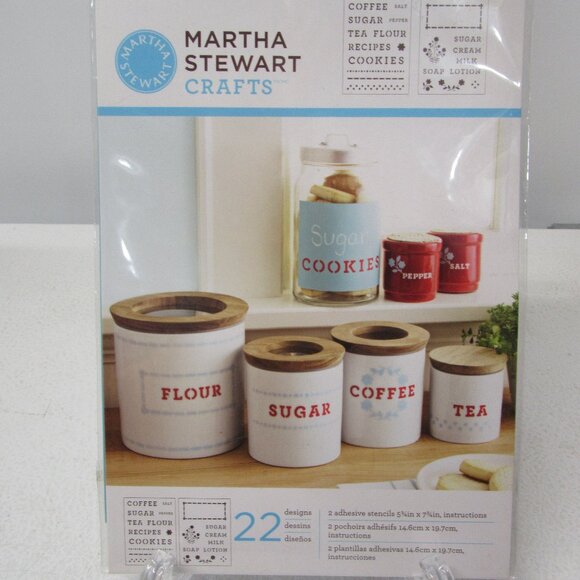 MARTHA
STEWART
MARTHA
STEWART
CRAFTS
COFFEE SALT
SUGAR PEPPER
TEA FLOUR
RECIPES
COOKIES
SUGAR
CREAM
MILK
SOAP LOTION
Sugar
COOKIES
PEPPER
SALT
FLOUR
SUGAR
COFFEE
TEA
COFFEE SALT
SUGAR PEPPER
TEA FLOUR
RECIPES
COOKIES
SUGAR
CREAM
MILK
SOAP LOTION
22
designs
dessins
diseños
2 adhesive stencils 5¾in x 7¾in, instructions
2 pochoirs adhésifs 14.6cm x 19.7cm,
instructions
2 plantillas adhesivas 14.6cm x 19.7cm,
instrucciones